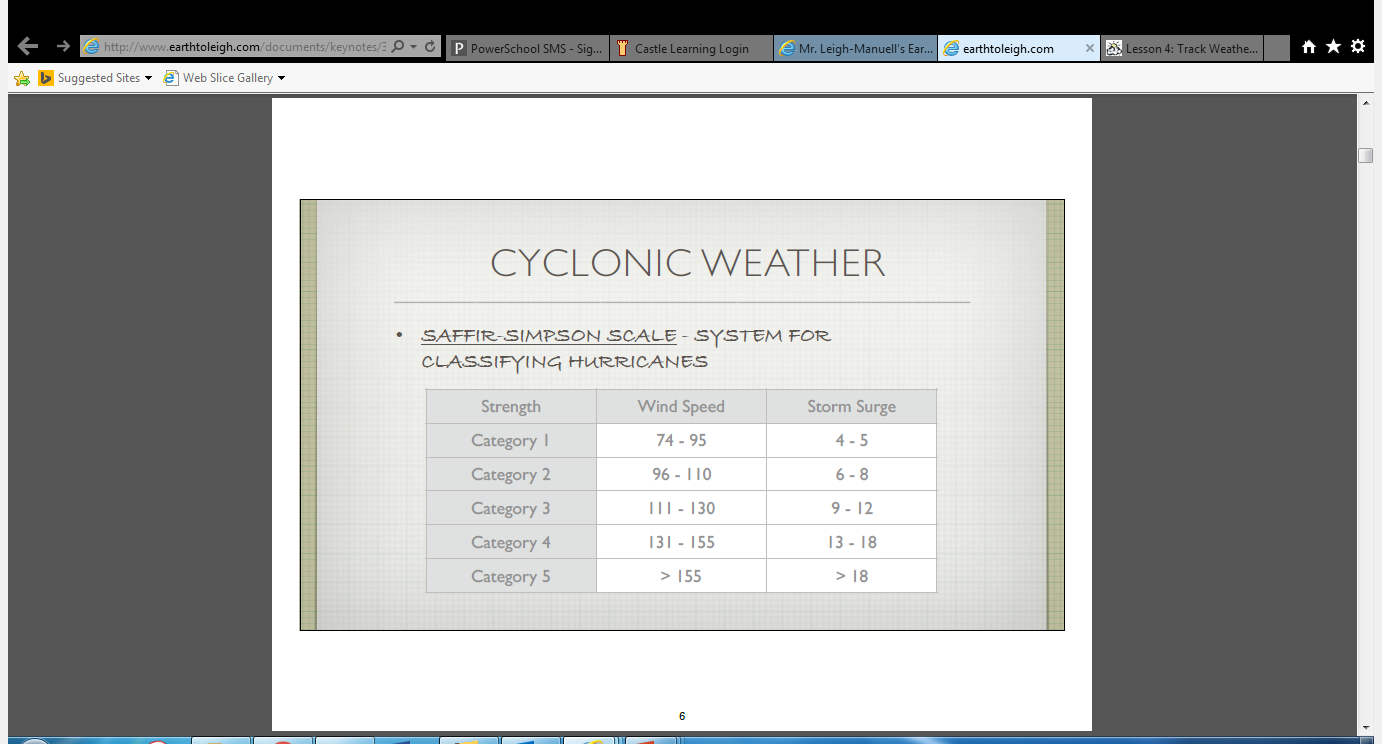 http://www.earthtoleigh.com/documents/keynotes/3
P PowerSchool SMS - Sig...
Castle Learning Login
Mr. Leigh-Manuell's Ear...
earthtoleigh.com
Lesson 4: Track Weathe...
Suggested Sites
Web Slice Gallery
CYCLONIC WEATHER
• SAFFIR-SIMPSON SCALE - SYSTEM FOR
CLASSIFYING HURRICANES
Strength Wind Speed Storm Surge
Category 1 74 - 95 4 - 5
Category 2 96 - 110 6 - 8
Category 3 111 - 130 9 - 12
Category 4 131 - 155 13 - 18
Category 5 > 155 > 18
6